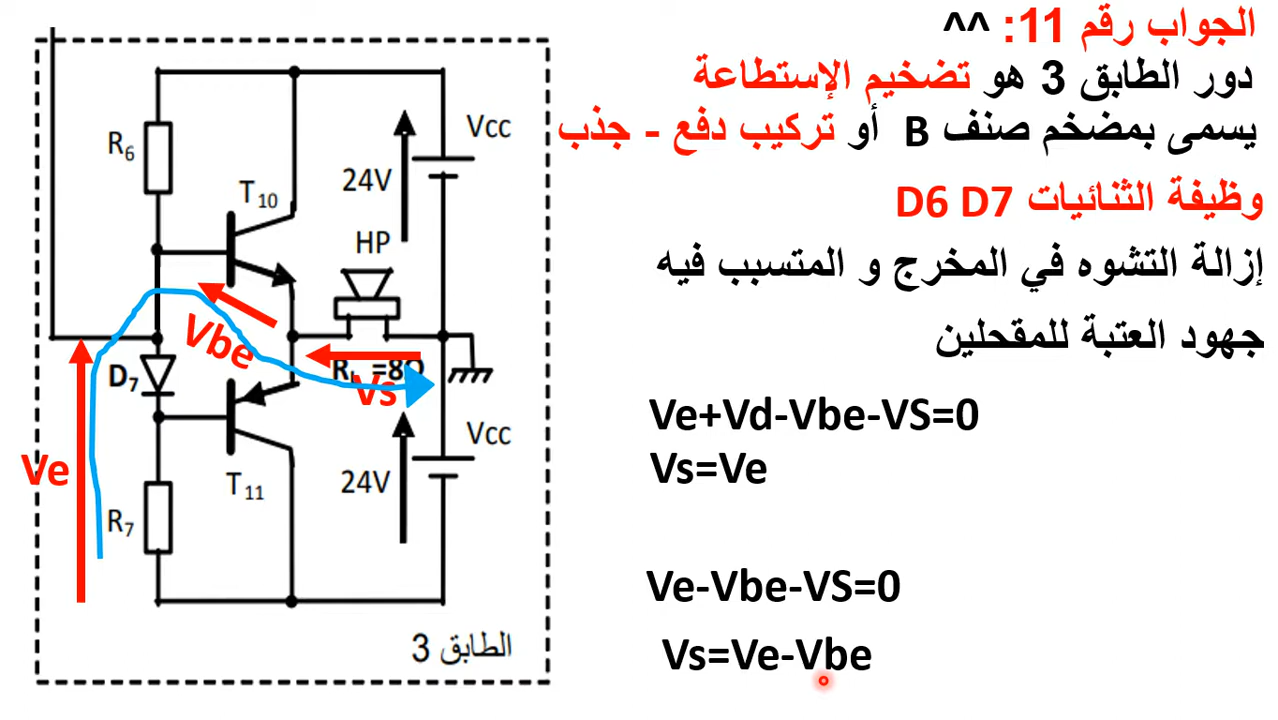 الجواب رقم 11: ^^
دور الطابق 3 هو تضخيم الإستطاعة
يسمى بمضخم صنف B أو تركيب دفع - جذب
وظيفة الثنائيات D6 D7
إزالة التشوه في المخرج و المتسبب فيه
جهود العتبة للمقحلين
Ve+Vd-Vbe-VS=0
Vs=Ve
Ve-Vbe-VS=0
Vs=Ve-Vbe
R6
T10
24V
Vcc
HP
Vbe
D7
=8Ω
Vs
Ve
T11
24V
Vcc
R7
الطابق 3